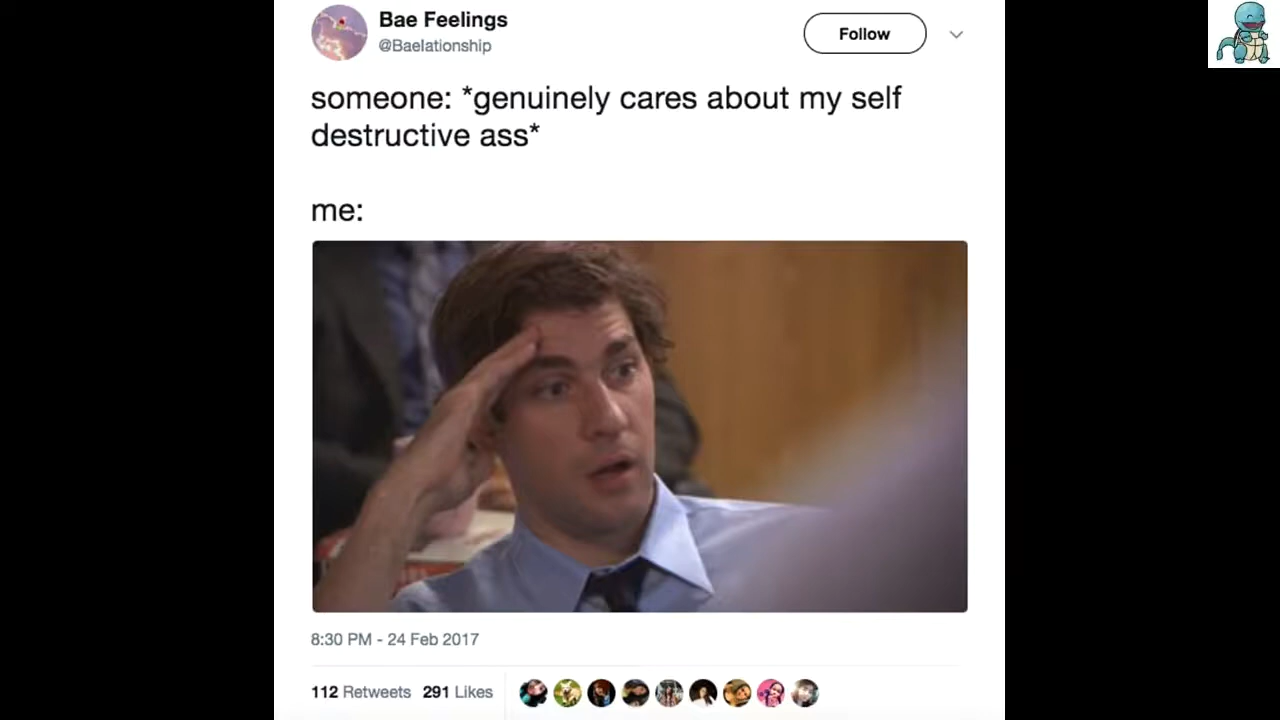 Bae Feelings
@Baelationship
Follow
someone: *genuinely cares about my self
destructive ass*
me:
8:30 PM - 24 Feb 2017
112 Retweets 291 Likes